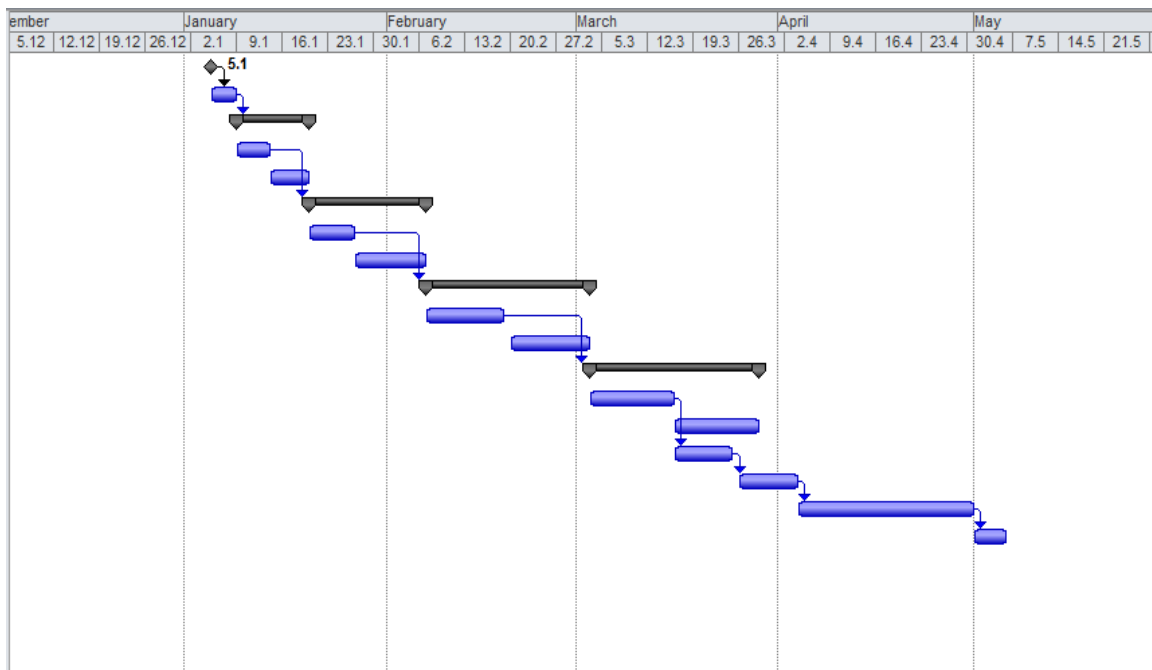 ember January February March April May
5.12 12.12 19.12 26.12 2.1 9.1 16.1 23.1 30.1 6.2 13.2 20.2 27.2 5.3 12.3 19.3 26.3 2.4 9.4 16.4 23.4 30.4 7.5 14.5 21.5
5.1